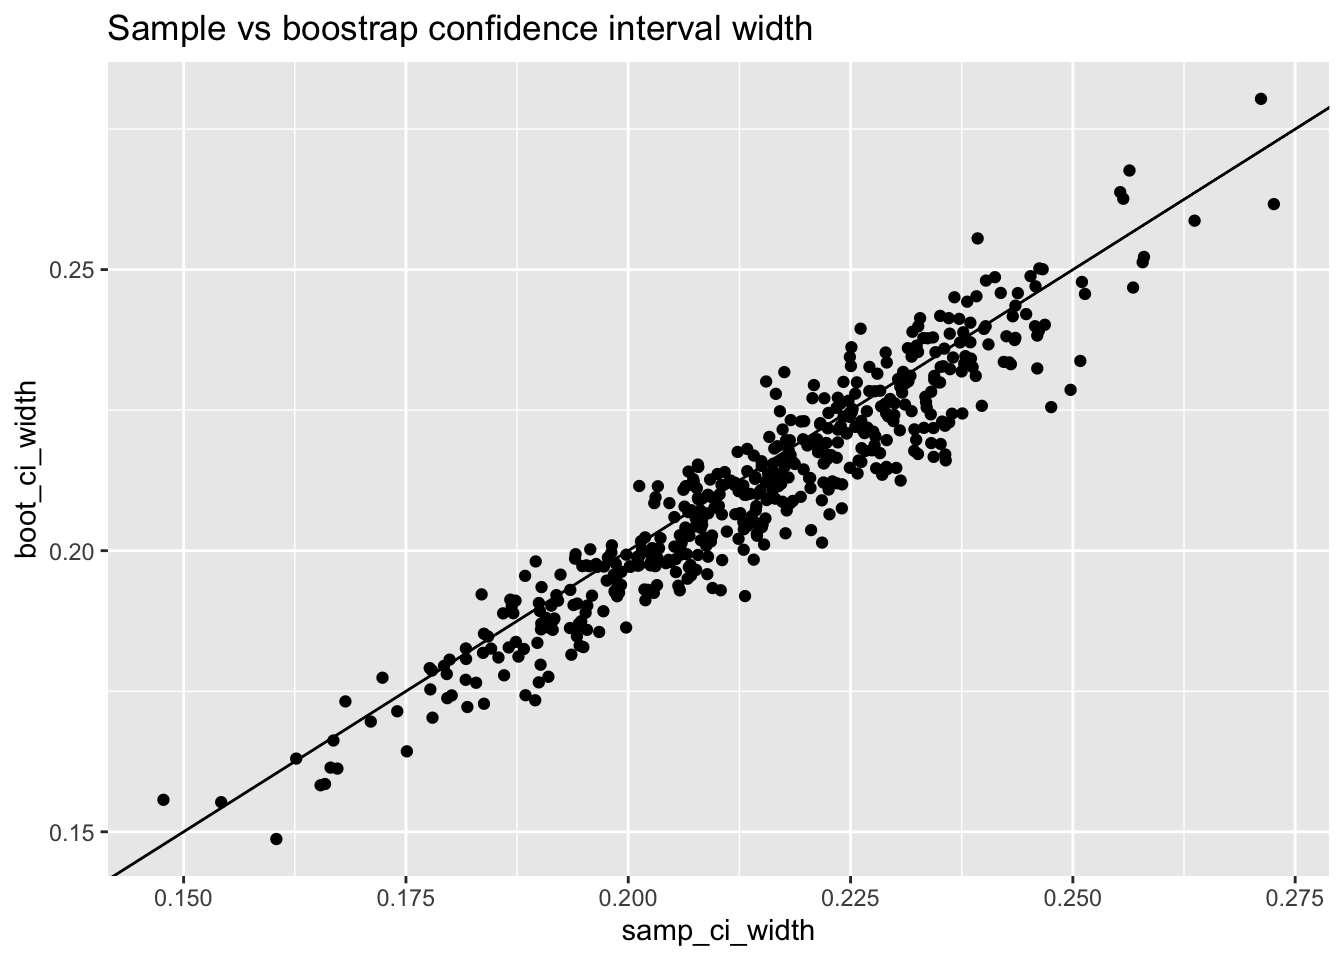 Sample vs boostrap confidence interval width
boot_ci_width
0.25
0.20
0.15
0.150 0.175 0.200 0.225 0.250 0.275
samp_ci_width